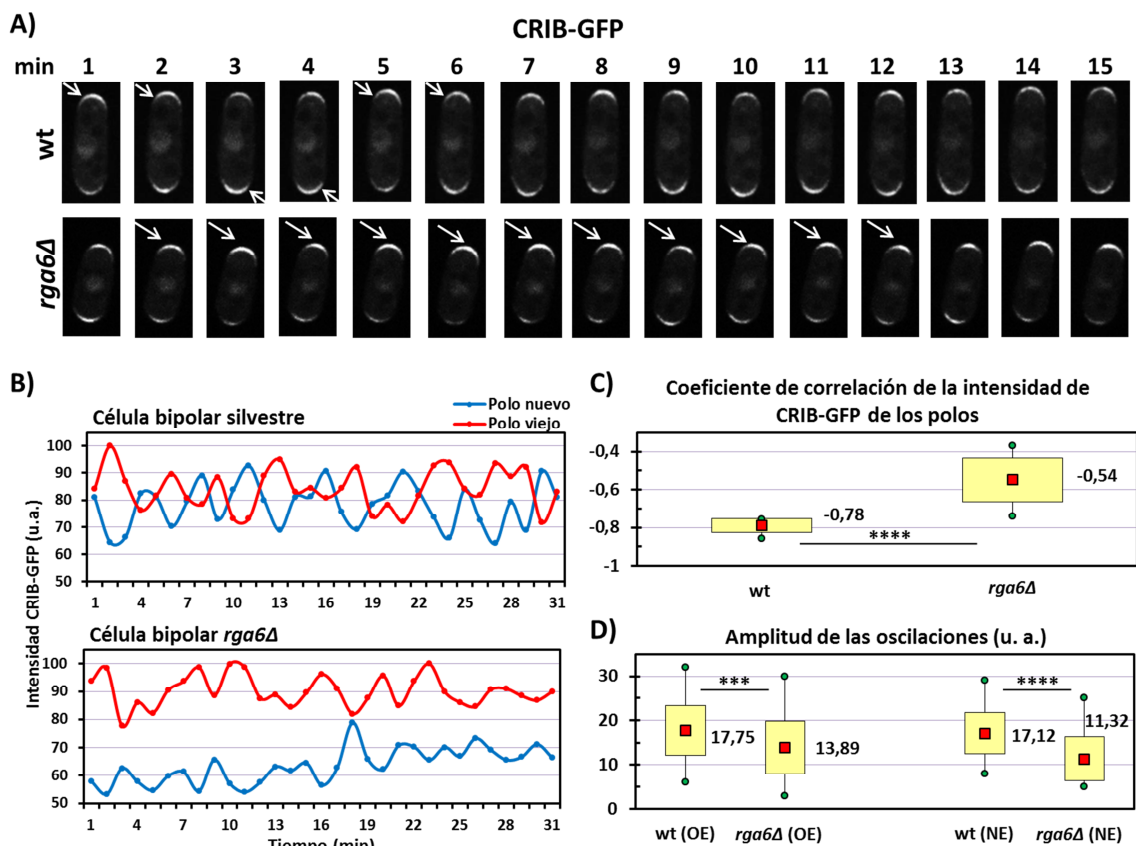 A)
CRIB-GFP
min 1 2 3 4 5 6 7 8 9 10 11 12 13 14 15
wt
rga6Δ
B)
Célula bipolar silvestre
Polo nuevo
Polo viejo
Intensidad CRIB-GFP (u.a.)
100
90
80
70
60
50
1 4 7 10 13 16 19 22 25 28 31
Célula bipolar rga6Δ
100
90
80
70
60
50
1 4 7 10 13 16 19 22 25 28 31
Tiempo (min)
C)
Coeficiente de correlación de la intensidad de
CRIB-GFP de los polos
-0,4
-0,6
-0,8
-1
-0,78
-0,54
****
wt rga6Δ
D)
Amplitud de las oscilaciones (u. a.)
30
20
10
0
*** ****
17,75 13,89 17,12 11,32
wt (OE) rga6Δ (OE) wt (NE) rga6Δ (NE)